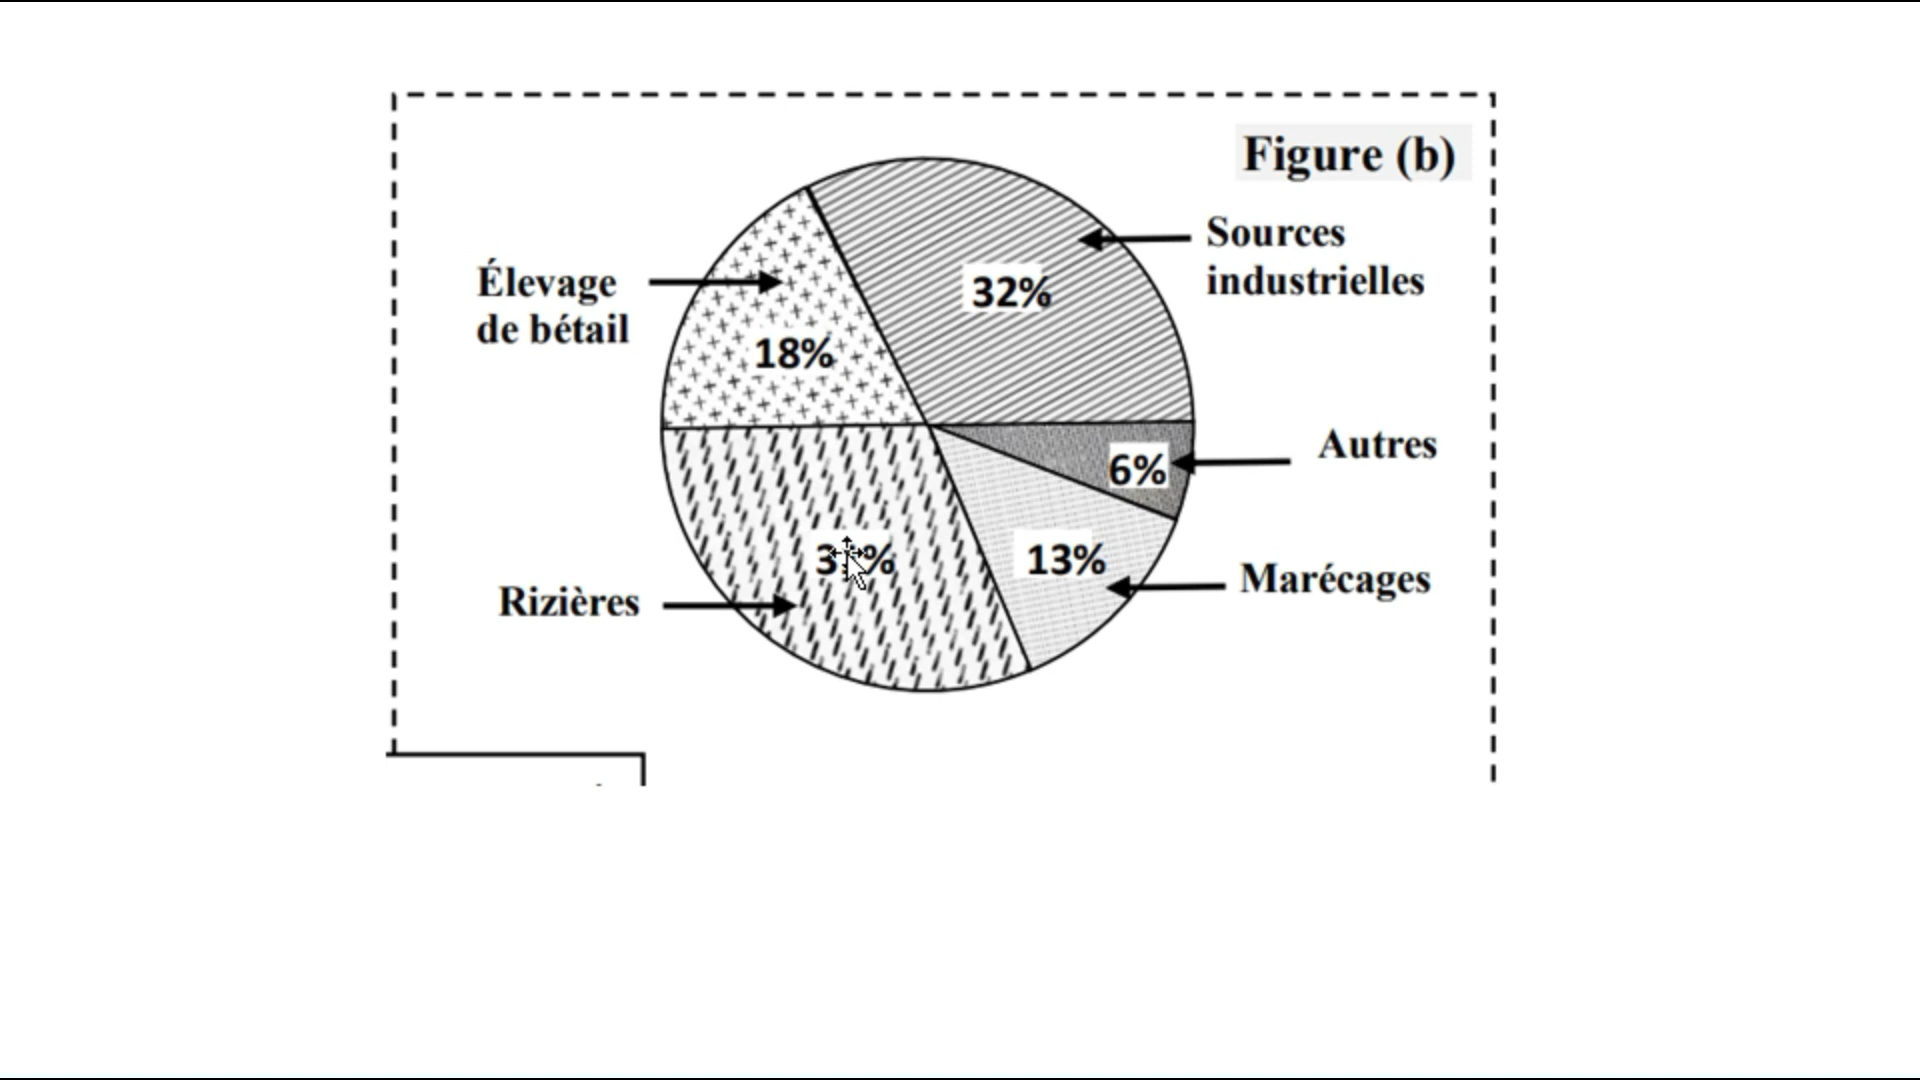 Figure (b)
Sources
industrielles
32%
Élevage
de bétail
18%
Autres
6%
13%
Marécages
Rizières